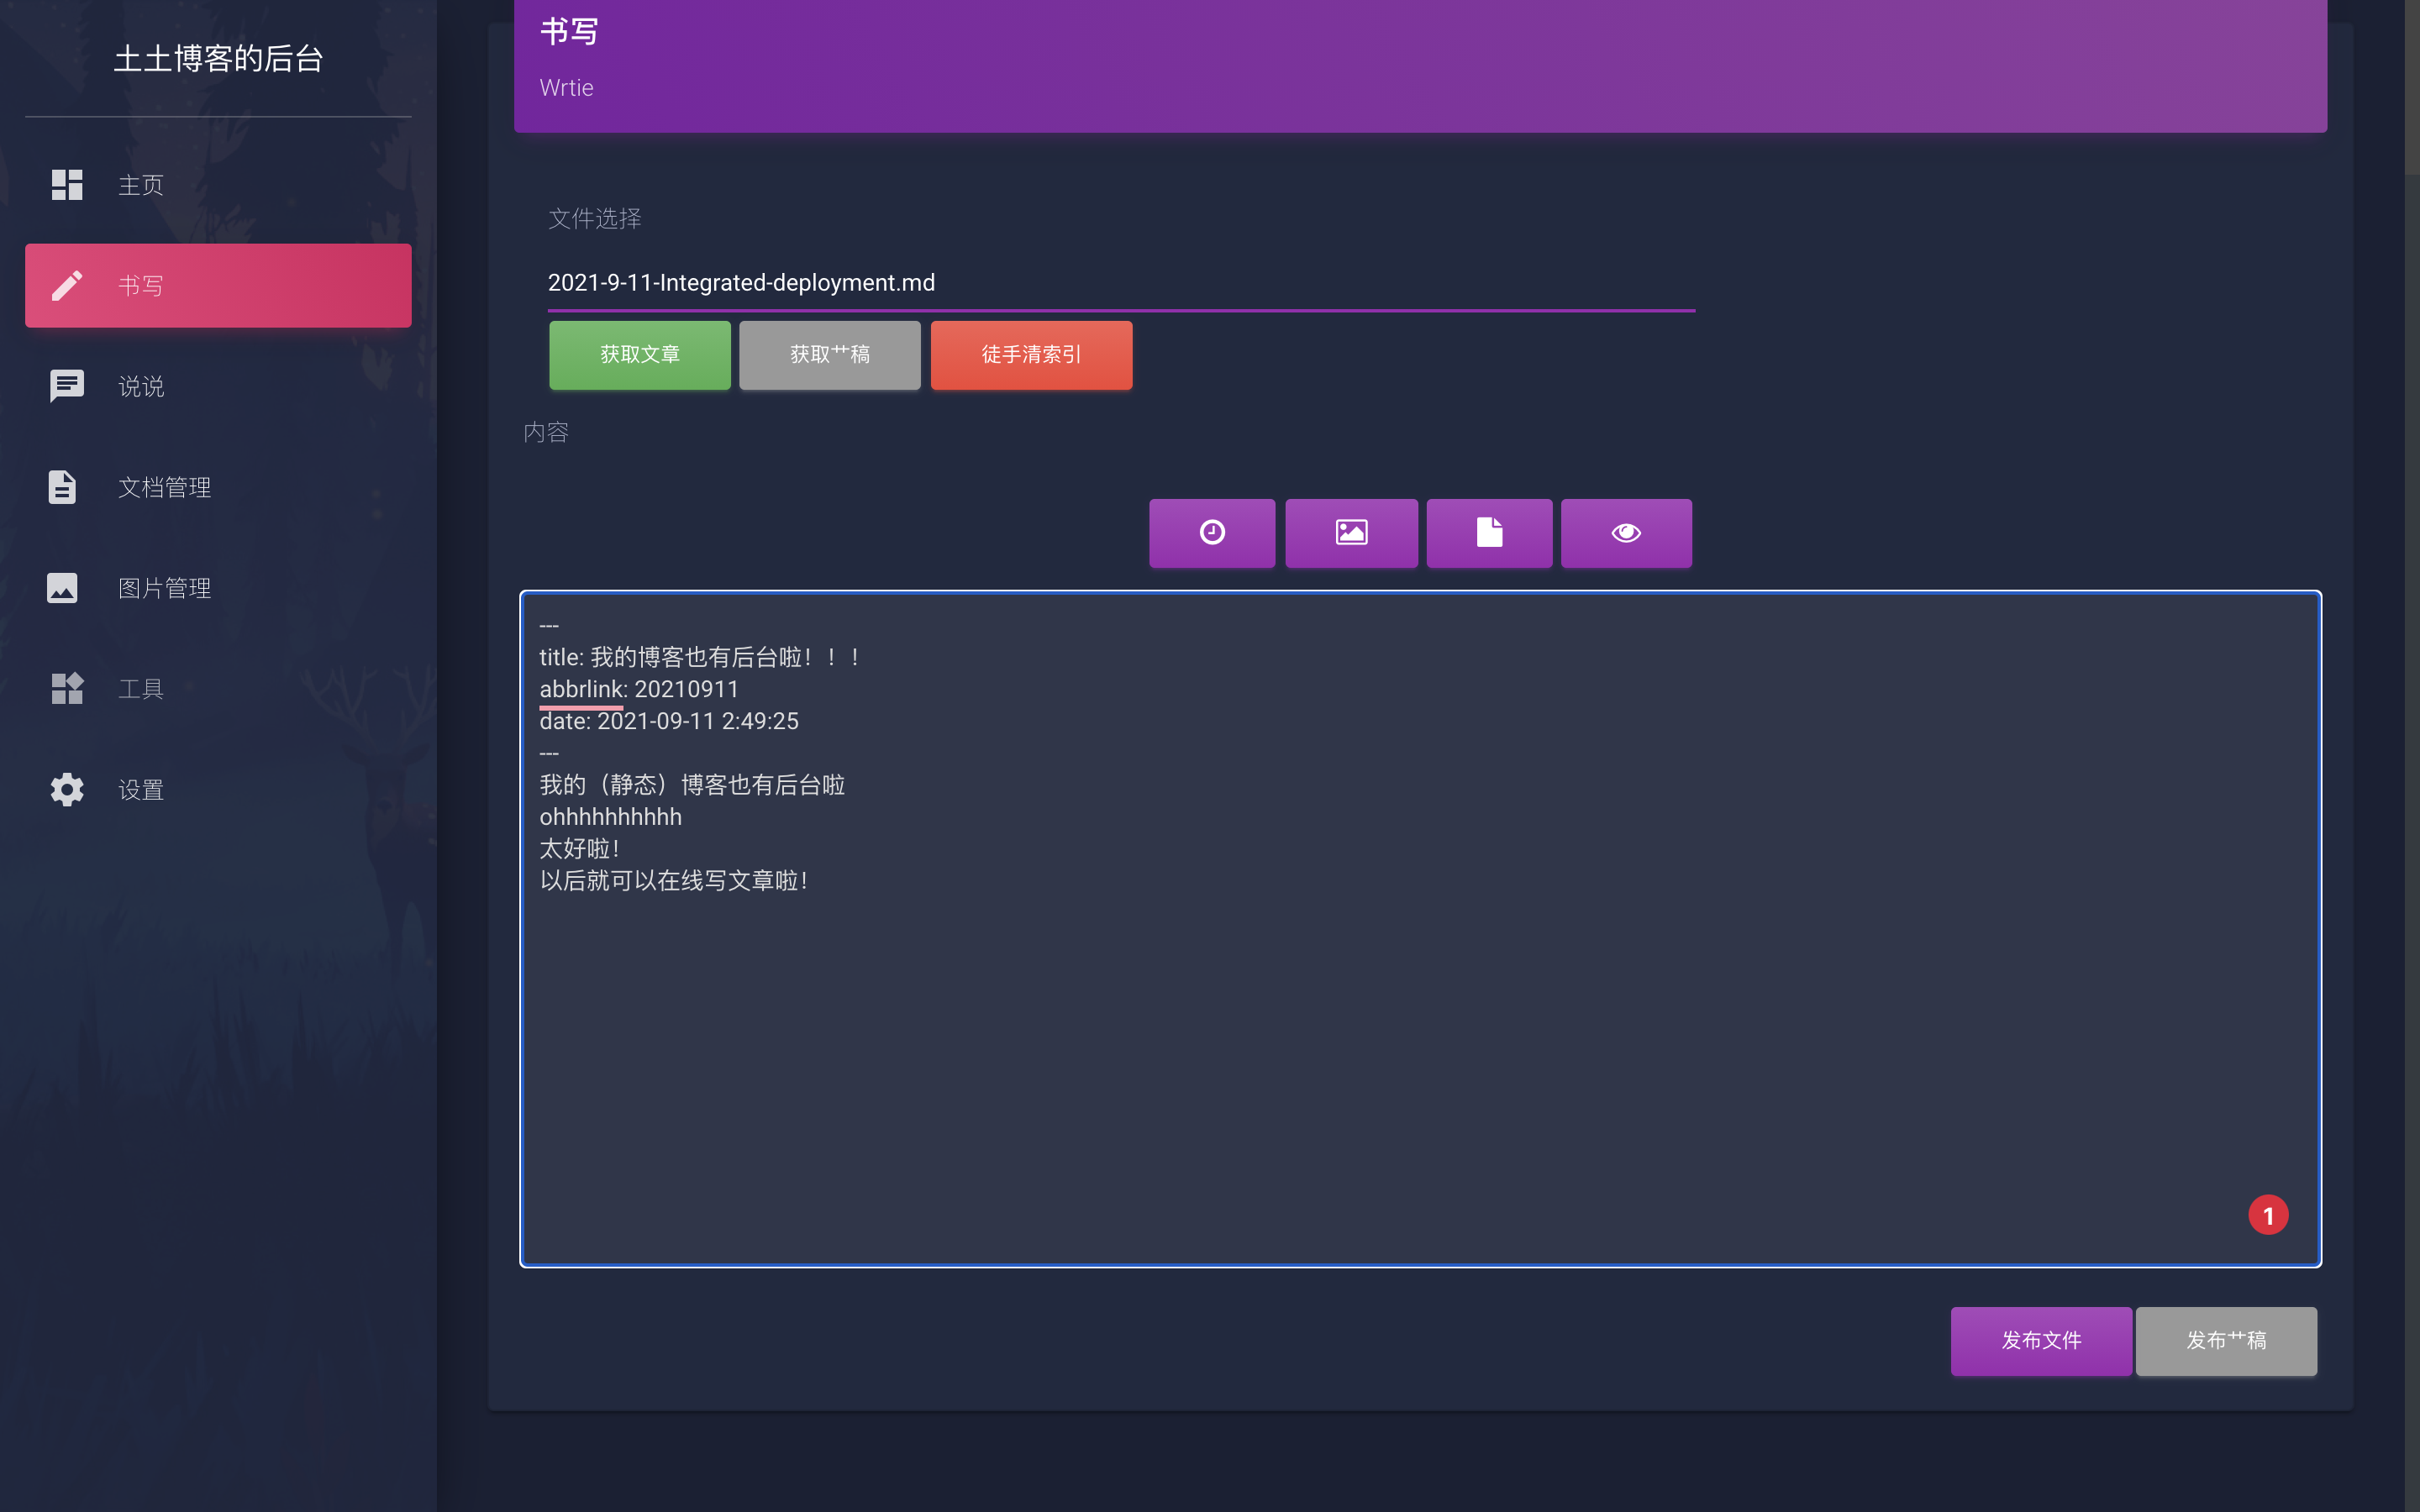 土土博客的后台
主页
书写
说说
文档管理
图片管理
工具
设置
书写
Wrtie
文件选择
2021-9-11-Integrated-deployment.md
获取文章
获取艹稿
徒手清索引
内容
---
title: 我的博客也有后台啦！！！
abbrlink: 20210911
date: 2021-09-11 2:49:25
---
我的（静态）博客也有后台啦
ohhhhhhhhhh
太好啦！
以后就可以在线写文章啦！
1
发布文件
发布艹稿